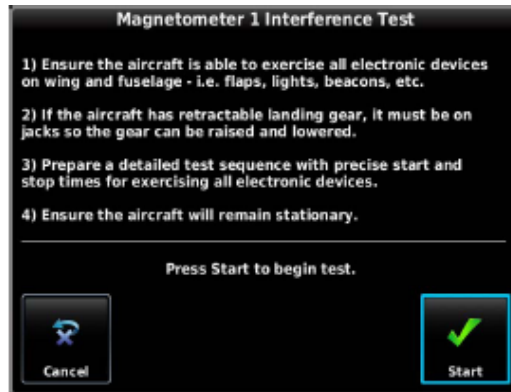 Magnetometer 1 Interference Test
1) Ensure the aircraft is able to exercise all electronic devices
on wing and fuselage - i.e. flaps, lights, beacons, etc.
2) If the aircraft has retractable landing gear, it must be on
jacks so the gear can be raised and lowered.
3) Prepare a detailed test sequence with precise start and
stop times for exercising all electronic devices.
4) Ensure the aircraft will remain stationary.
Press Start to begin test.
Cancel
Start